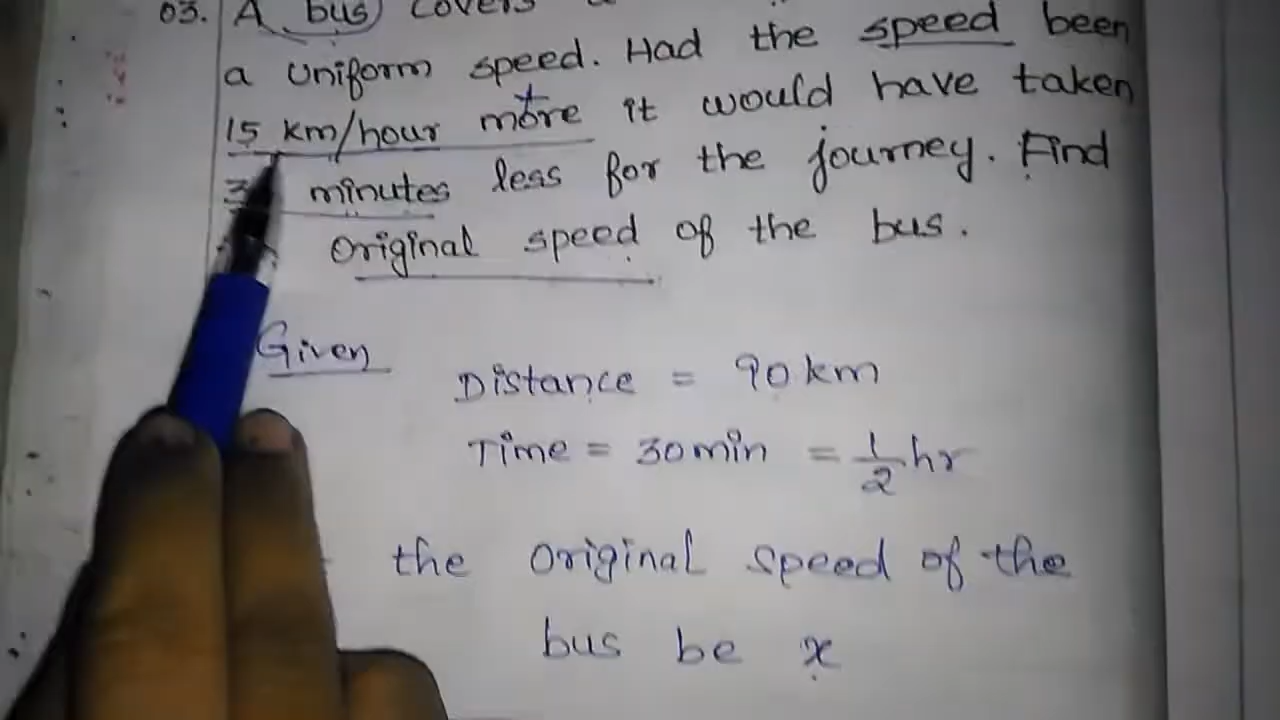 03. A bus covers a
a uniform speed. Had the speed been
+
15 km/hour more it would have taken
minutes less for the journey. Find
original speed of the bus.
Given
Distance = 90 km
Time = 30 min = 1/2 hr
the original speed of the
bus be x